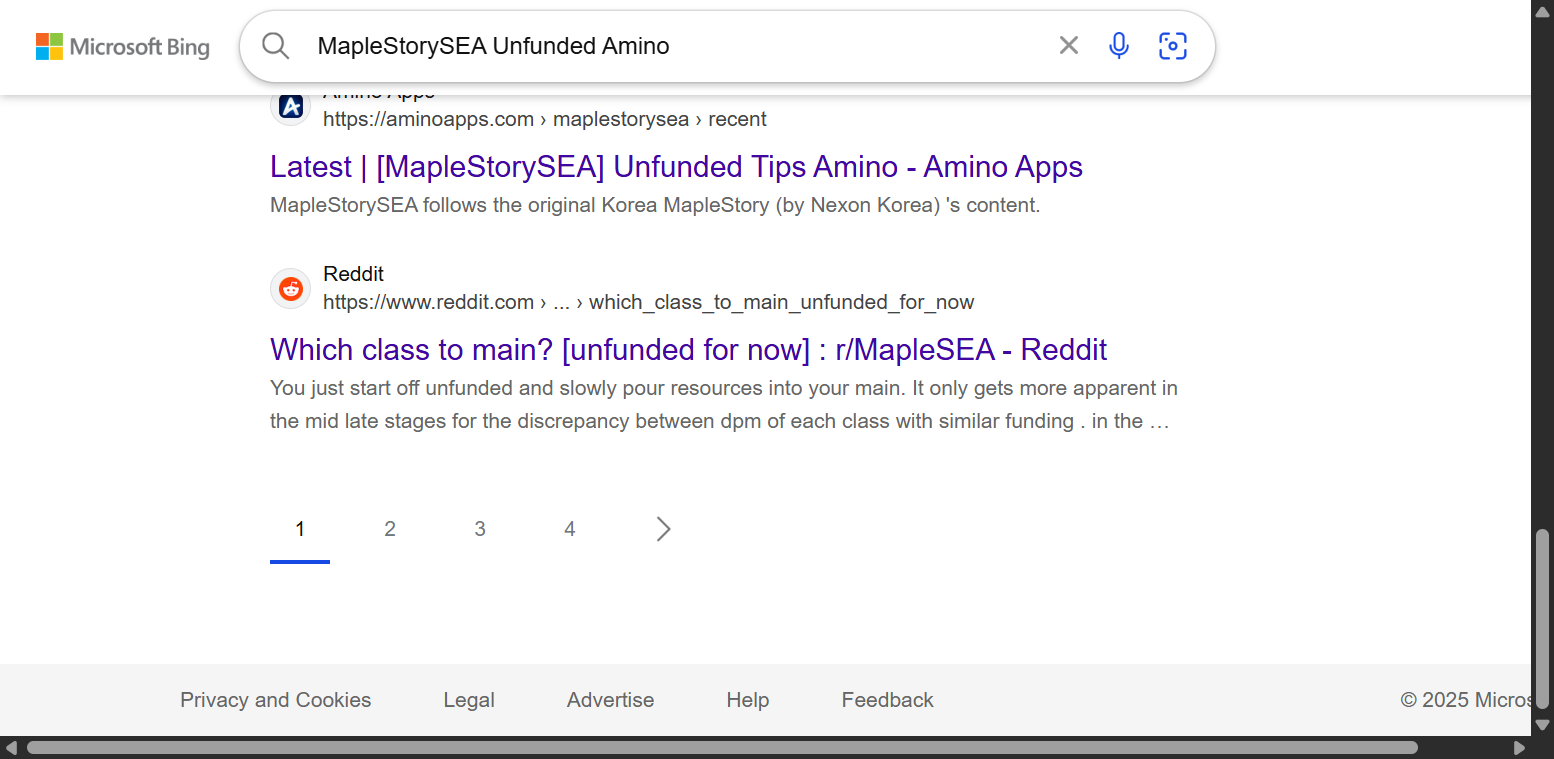 Microsoft Bing
MapleStorySEA Unfunded Amino
Amino Apps
https://aminoapps.com › maplestorysea › recent
Latest | [MapleStorySEA] Unfunded Tips Amino - Amino Apps
MapleStorySEA follows the original Korea MapleStory (by Nexon Korea) 's content.
Reddit
https://www.reddit.com › ... › which_class_to_main_unfunded_for_now
Which class to main? [unfunded for now] : r/MapleSEA - Reddit
You just start off unfunded and slowly pour resources into your main. It only gets more apparent in
the mid late stages for the discrepancy between dpm of each class with similar funding . in the …
1 2 3 4
Privacy and Cookies Legal Advertise Help Feedback © 2025 Micros